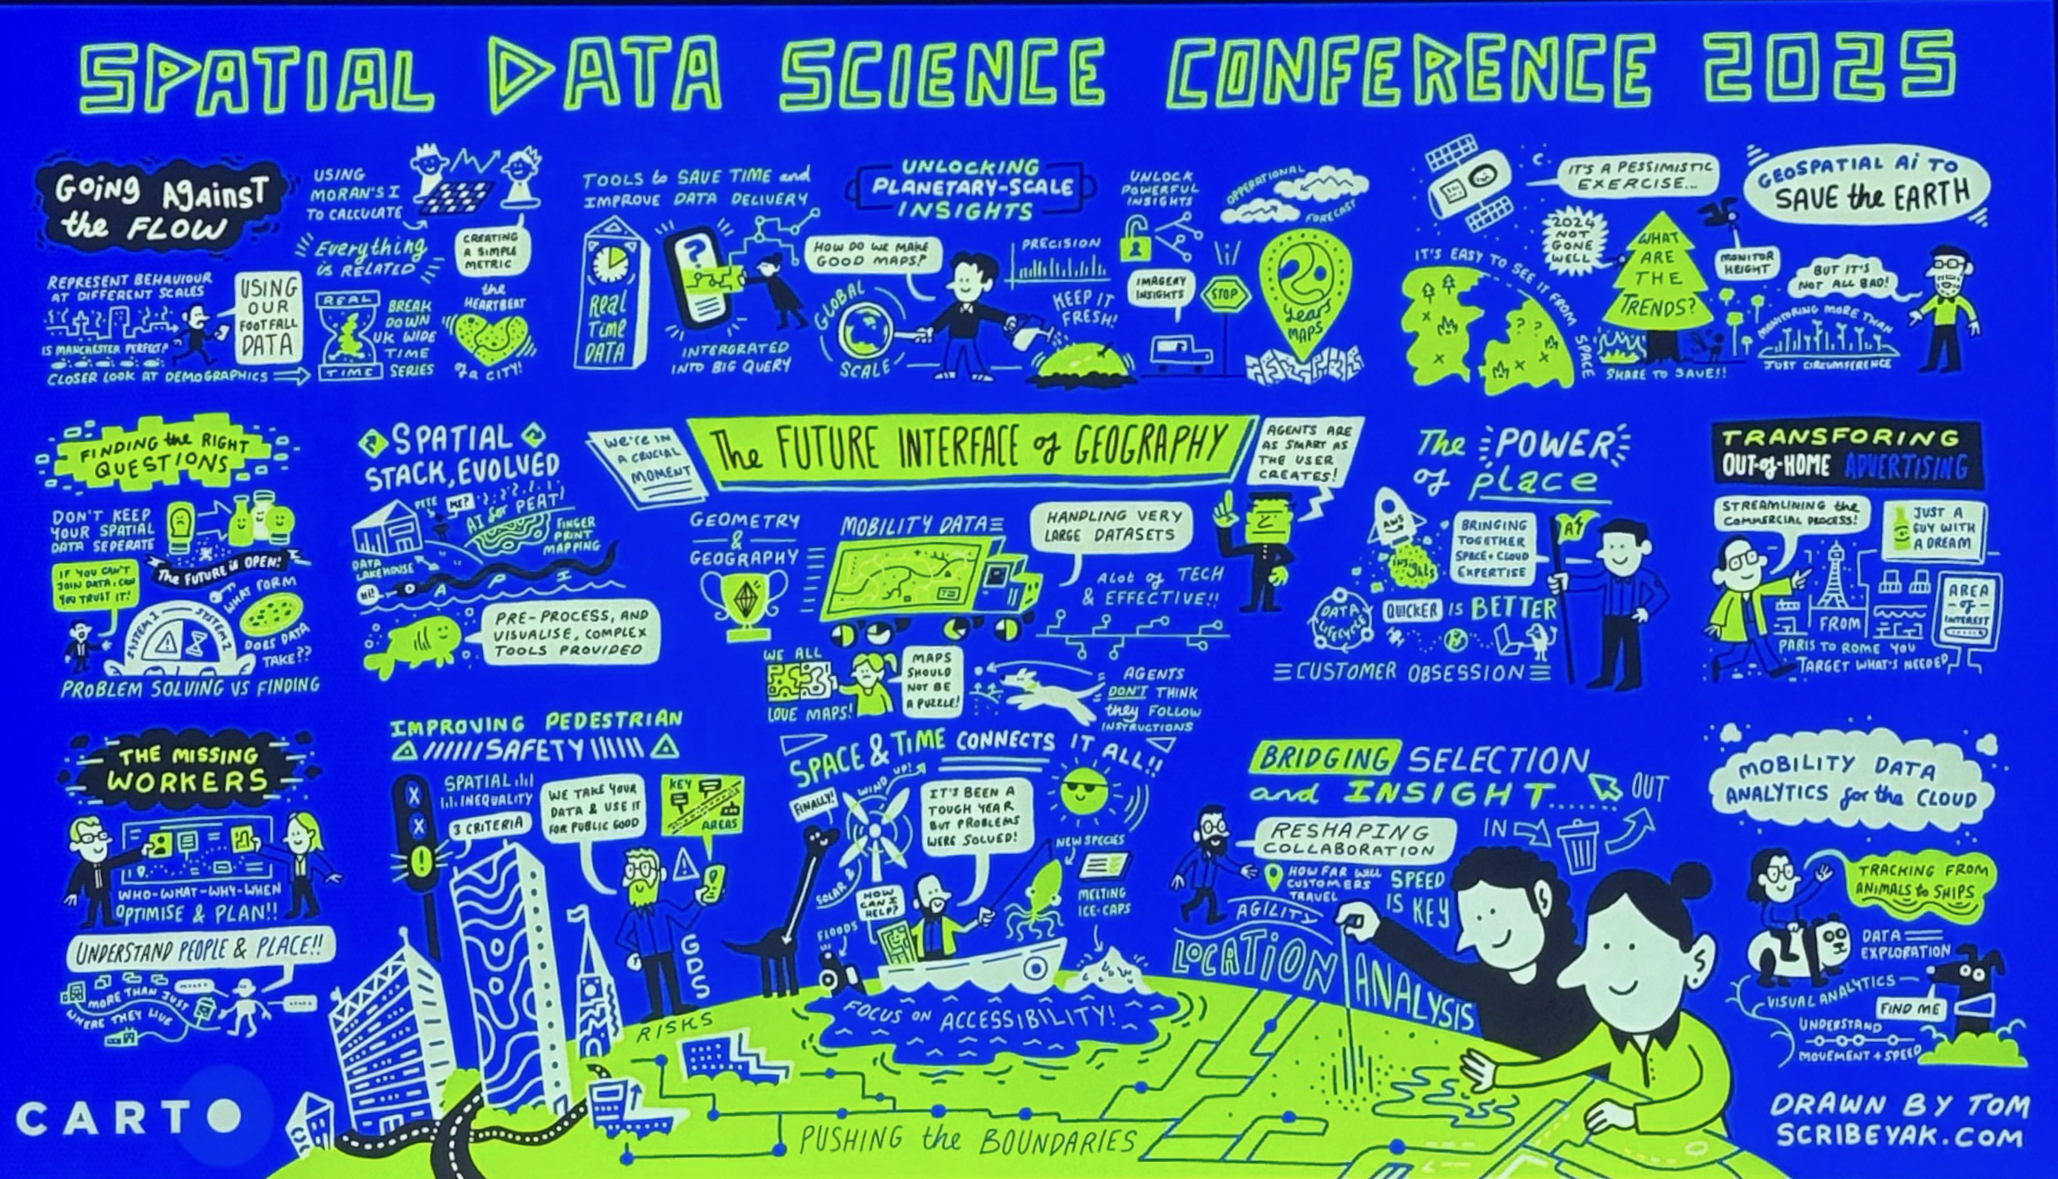 SPATIAL DATA SCIENCE CONFERENCE 2025
GOING AGAINST
the FLOW
USING
MORAN'S I
TO CALCULATE
Everything
is RELATED
CREATING
A SIMPLE
METRIC
REPRESENT BEHAVIOUR
AT DIFFERENT SCALES
IS MANCHESTER PERFECT?
CLOSER LOOK AT DEMOGRAPHICS
USING
OUR
FOOTFALL
DATA
REAL
TIME
BREAK
DOWN
UK WIDE
TIME
SERIES
the
HEARTBEAT
of a CITY!
TOOLS to SAVE TIME and
IMPROVE DATA DELIVERY
Real
Time
DATA
?
INTERGRATED
INTO BIG QUERY
UNLOCKING
PLANETARY-SCALE
INSIGHTS
HOW DO WE MAKE
GOOD MAPS?
GLOBAL
SCALE
PRECISION
KEEP IT
FRESH!
UNLOCK
POWERFUL
INSIGHTS
IMAGERY
INSIGHTS
STOP
OPPERATIONAL
FORECAST
20
Years
MAPS
IT'S A PESSIMISTIC
EXERCISE...
GEOSPATIAL Ai TO
SAVE the EARTH
2024
NOT
GONE
WELL
IT'S EASY TO SEE IT FROM SPACE
? ?
?
WHAT
ARE
THE
TRENDS?
MONITOR
HEIGHT
BUT IT'S
NOT ALL BAD!
SHARE TO SAVE!!
MONITORING MORE THAN
JUST CIRCUMFERENCE
FINDING the RIGHT
QUESTIONS
DON'T KEEP
YOUR SPATIAL
DATA SEPERATE
THE FUTURE is OPEN!
IF YOU CAN'T
JOIN DATA, CAN
YOU TRUST IT!
SYSTEM 1
SYSTEM 2
WHAT FORM
DOES DATA
TAKE??
PROBLEM SOLVING VS FINDING
SPATIAL
STACK, EVOLVED
PETE
ME?
AI for PEAT!
FINGER
PRINT
MAPPING
DATA
LAKEHOUSE
Hi!
A P I
PRE-PROCESS, AND
VISUALISE, COMPLEX
TOOLS PROVIDED
WE'RE IN
A CRUCIAL
MOMENT
The FUTURE INTERFACE of GEOGRAPHY
AGENTS ARE
AS SMART AS
THE USER
CREATES!
GEOMETRY
&
GEOGRAPHY
MOBILITY DATA
HANDLING VERY
LARGE DATASETS
ALOT of TECH
& EFFECTIVE!!
WE ALL
LOVE MAPS!
MAPS
SHOULD
NOT BE
A PUZZLE!
AGENTS
DON'T THINK
they FOLLOW
INSTRUCTIONS
The POWER
of place
AWS
insights
BRINGING
TOGETHER
SPACE + CLOUD
EXPERTISE
AI
DATA
LIFECYCLE
QUICKER IS BETTER
CUSTOMER OBSESSION
TRANSFORING
OUT-of-HOME ADVERTISING
STREAMLINING the
COMMERCIAL PROCESS!
JUST A
GUY WITH
A DREAM
AREA
OF
INTEREST
FROM
PARIS TO ROME YOU
TARGET WHAT'S NEEDED
THE MISSING
WORKERS
WHO-WHAT-WHY-WHEN
OPTIMISE & PLAN!!
UNDERSTAND PEOPLE & PLACE!!
MORE THAN JUST
WHERE THEY LIVE
IMPROVING PEDESTRIAN
SAFETY
SPATIAL
INEQUALITY
3 CRITERIA
WE TAKE YOUR
DATA & USE IT
FOR PUBLIC GOOD
KEY
AREAS
GDS
RISKS
SPACE & TIME CONNECTS IT ALL!!
FINALLY!
WIND UP!
SOLAR &
IT'S BEEN A
TOUGH YEAR
BUT PROBLEMS
WERE SOLVED!
NEW SPECIES
MELTING
ICE-CAPS
HOW
CAN I
HELP?
FLOODS
FOCUS ON ACCESSIBILITY!
BRIDGING SELECTION
and INSIGHT
OUT
IN
RESHAPING
COLLABORATION
HOW FAR WILL
CUSTOMERS
TRAVEL
SPEED
IS KEY
AGILITY
LOCATION ANALYSIS
MOBILITY DATA
ANALYTICS for the CLOUD
TRACKING FROM
ANIMALS to SHIPS
DATA
EXPLORATION
VISUAL ANALYTICS
FIND ME
UNDERSTAND
MOVEMENT + SPEED
CARTO
PUSHING the BOUNDARIES
DRAWN BY TOM
SCRIBEYAK.COM